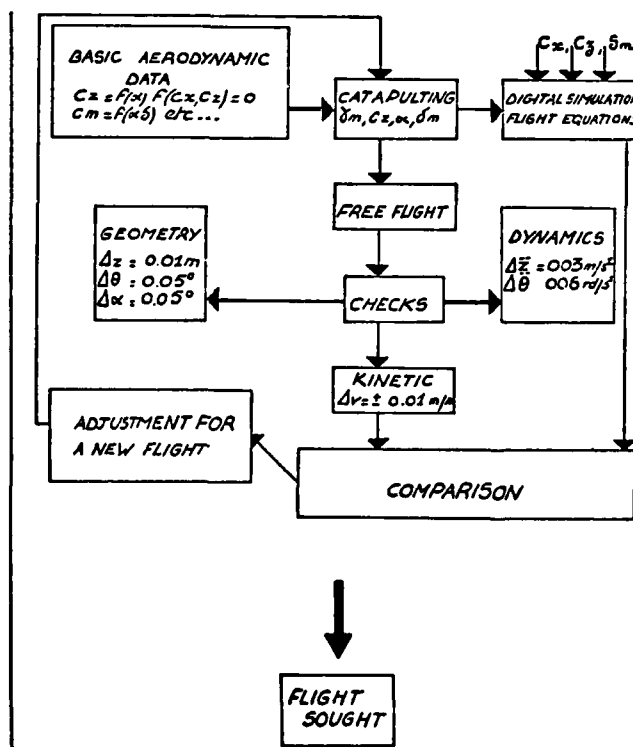 BASIC AERODYNAMIC
DATA
Cz = F(α) F(Cx,Cz) = 0
Cm = F(αδ) etc...
CATAPULTING
γm, Cz, α, δm
Cx, Cz, δm
DIGITAL SIMULATION
FLIGHT EQUATIONS
FREE FLIGHT
GEOMETRY
Δz = 0.01m
Δθ = 0.05°
Δα = 0.05°
CHECKS
DYNAMICS
Δz̈ = 003 m/s²
Δθ̈ 006 rd/s²
KINETIC
Δv = ± 0.01 m/m
ADJUSTMENT FOR
A NEW FLIGHT
COMPARISON
FLIGHT
SOUGHT